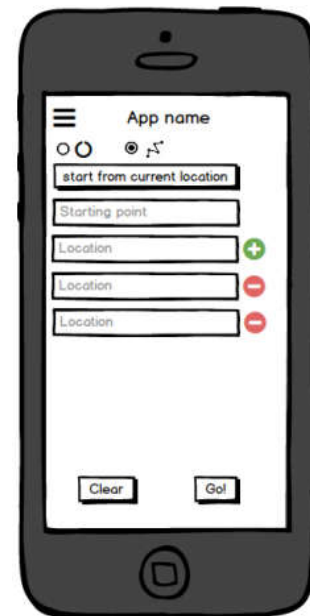 App name
start from current location
Starting point
Location
Location
Location
Clear Go!